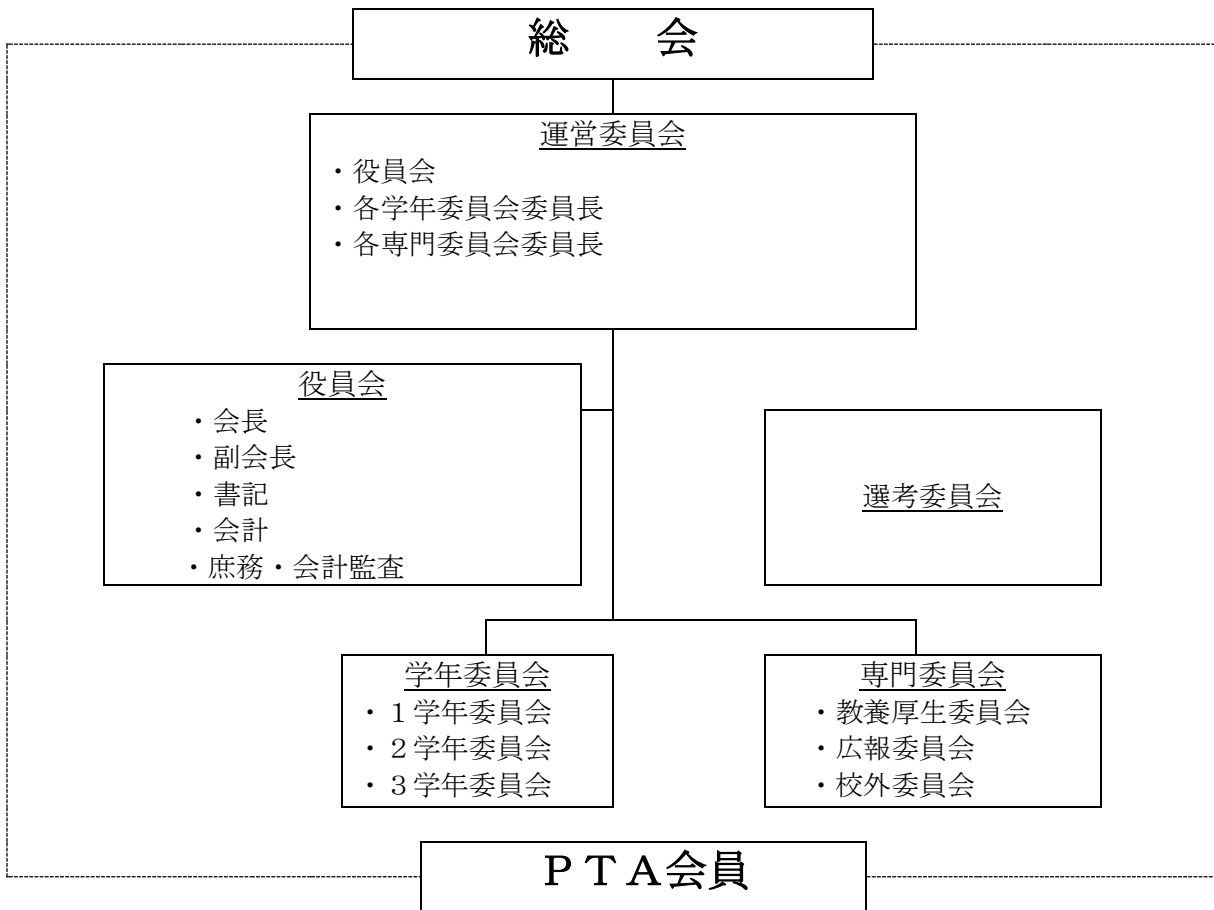 総　　会
運営委員会
・役員会
・各学年委員会委員長
・各専門委員会委員長
役員会
・会長
・副会長
・書記
・会計
・庶務・会計監査
選考委員会
学年委員会
・１学年委員会
・２学年委員会
・３学年委員会
専門委員会
・教養厚生委員会
・広報委員会
・校外委員会
ＰＴＡ会員